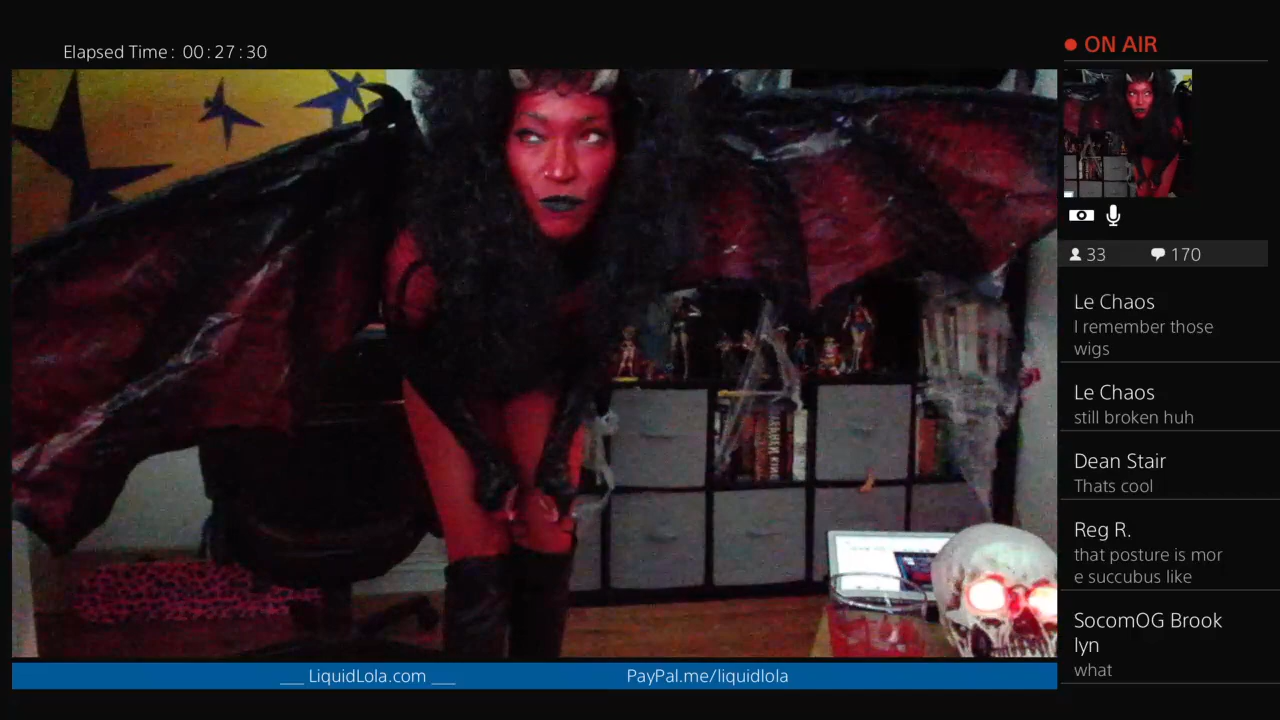 Elapsed Time: 00:27:30
ON AIR
33 170
Le Chaos
I remember those
wigs
Le Chaos
still broken huh
Dean Stair
Thats cool
Reg R.
that posture is mor
e succubus like
SocomOG Brook
lyn
what
___ LiquidLola.com ___ PayPal.me/liquidlola